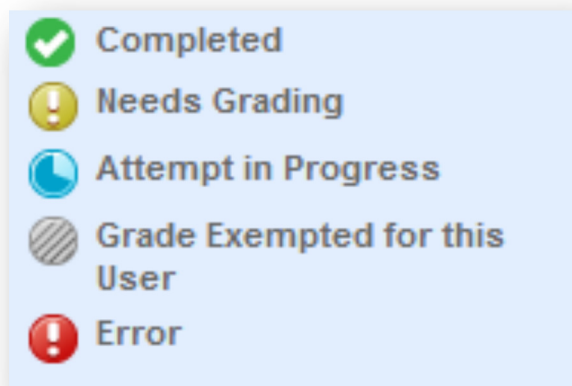 Completed
Needs Grading
Attempt in Progress
Grade Exempted for this
User
Error